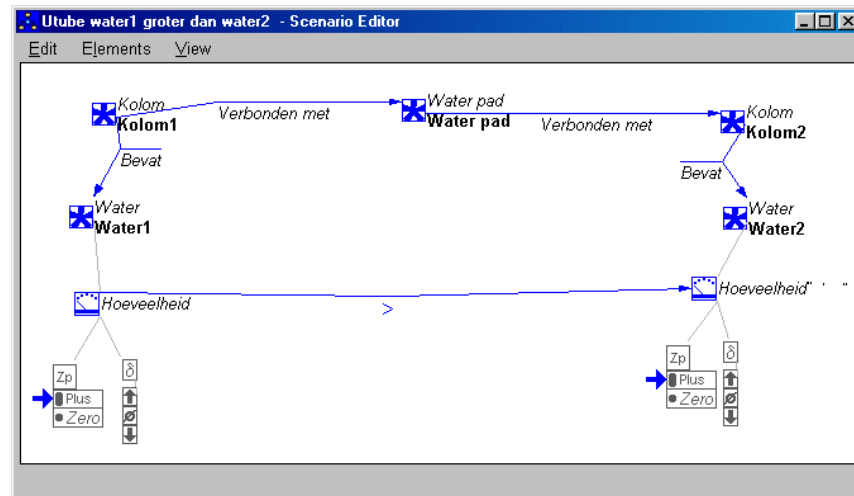 Utube water1 groter dan water2 - Scenario Editor
Edit Elements View
Kolom
Kolom1
Verbonden met
Water pad
Water pad
Verbonden met
Kolom
Kolom2
Bevat
Bevat
Water
Water1
Water
Water2
Hoeveelheid
>
Hoeveelheid
Zp
δ
Plus
Zero
Zp
δ
Plus
Zero